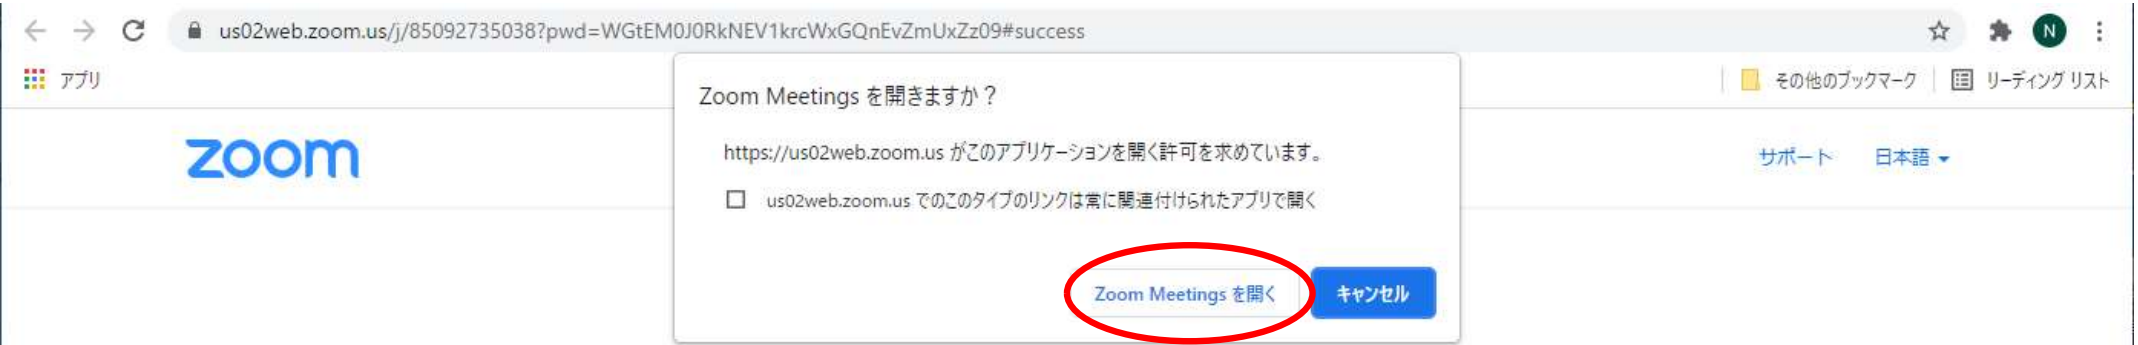 us02web.zoom.us/j/85092735038?pwd=WGtEM0J0RkNEV1krcWxGQnEvZmUxZz09#success
N
アプリ
その他のブックマーク
リーディング リスト
zoom
サポート
日本語
Zoom Meetings を開きますか？
https://us02web.zoom.us がこのアプリケーションを開く許可を求めています。
us02web.zoom.us でのこのタイプのリンクは常に関連付けられたアプリで開く
Zoom Meetings を開く
キャンセル